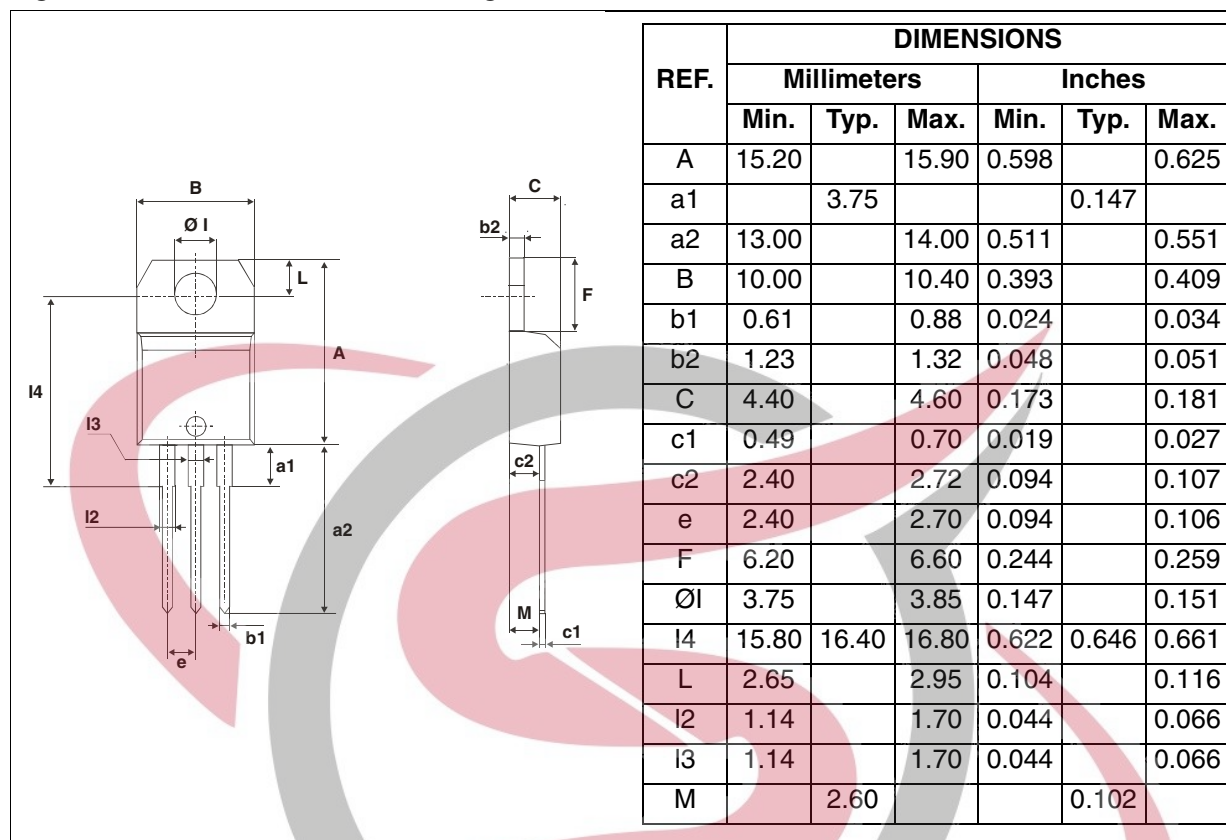 B
Ø I
L
A
l4
l3
a1
l2
a2
b1
e
C
b2
F
c2
M
c1
REF. DIMENSIONS
Millimeters Inches
Min. Typ. Max. Min. Typ. Max.
A 15.20 15.90 0.598 0.625
a1 3.75 0.147
a2 13.00 14.00 0.511 0.551
B 10.00 10.40 0.393 0.409
b1 0.61 0.88 0.024 0.034
b2 1.23 1.32 0.048 0.051
C 4.40 4.60 0.173 0.181
c1 0.49 0.70 0.019 0.027
c2 2.40 2.72 0.094 0.107
e 2.40 2.70 0.094 0.106
F 6.20 6.60 0.244 0.259
ØI 3.75 3.85 0.147 0.151
I4 15.80 16.40 16.80 0.622 0.646 0.661
L 2.65 2.95 0.104 0.116
l2 1.14 1.70 0.044 0.066
l3 1.14 1.70 0.044 0.066
M 2.60 0.102